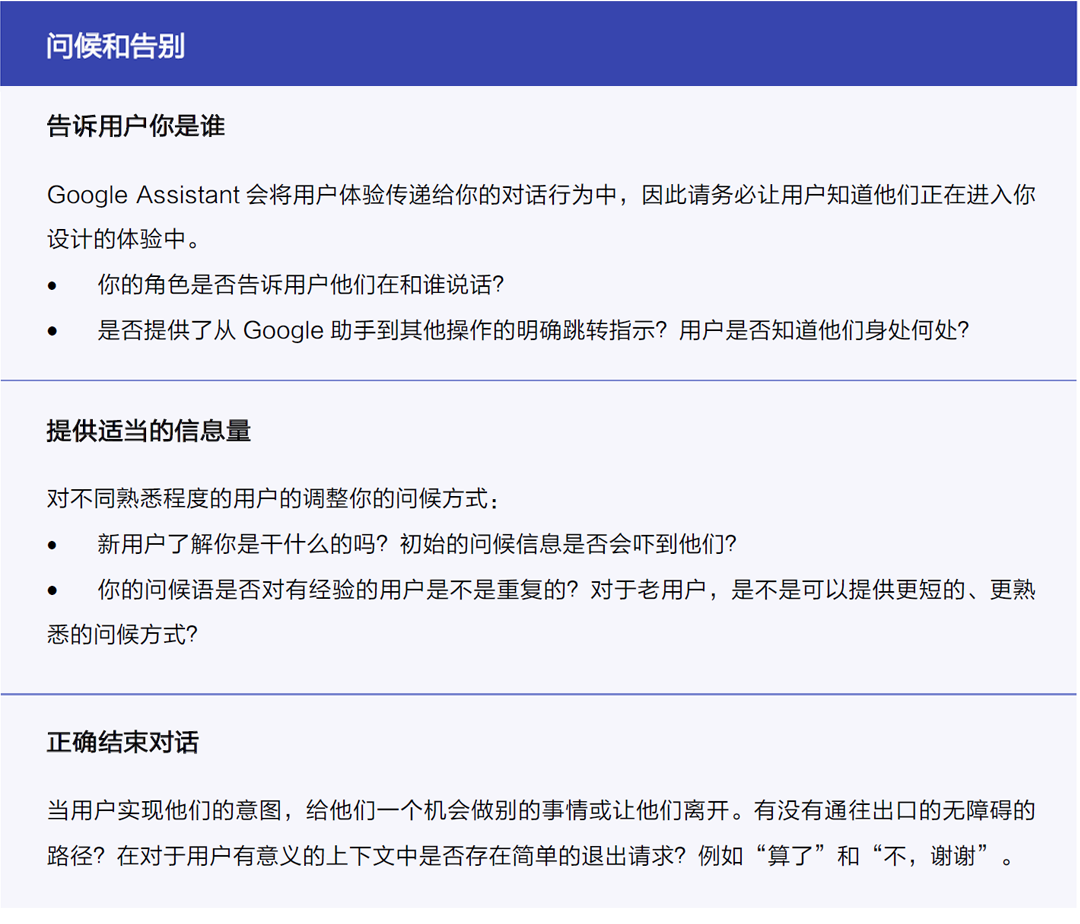 问候和告别
告诉用户你是谁
Google Assistant 会将用户体验传递给你的对话行为中，因此请务必让用户知道他们正在进入你
设计的体验中。
• 你的角色是否告诉用户他们在和谁说话？
• 是否提供了从 Google 助手到其他操作的明确跳转指示？用户是否知道他们身处何处？
提供适当的信息量
对不同熟悉程度的用户的调整你的问候方式：
• 新用户了解你是干什么的吗？初始的问候信息是否会吓到他们？
• 你的问候语是否对有经验的用户是不是重复的？对于老用户，是不是可以提供更短的、更熟
悉的问候方式？
正确结束对话
当用户实现他们的意图，给他们一个机会做别的事情或让他们离开。有没有通往出口的无障碍的
路径？在对于用户有意义的上下文中是否存在简单的退出请求？例如“算了”和“不，谢谢”。